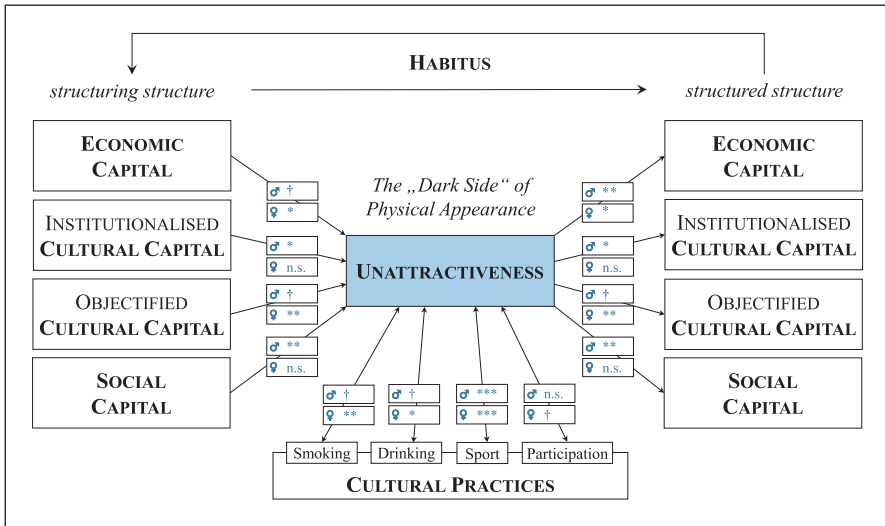 HABITUS
structuring structure
structured structure
ECONOMIC
CAPITAL
♂ †
♀ *
INSTITUTIONALISED
CULTURAL CAPITAL
♂ *
♀ n.s.
OBJECTIFIED
CULTURAL CAPITAL
♂ †
♀ **
SOCIAL
CAPITAL
♂ **
♀ n.s.
The „Dark Side“ of
Physical Appearance
UNATTRACTIVENESS
♂ **
♀ *
ECONOMIC
CAPITAL
♂ *
♀ n.s.
INSTITUTIONALISED
CULTURAL CAPITAL
♂ †
♀ **
OBJECTIFIED
CULTURAL CAPITAL
♂ **
♀ n.s.
SOCIAL
CAPITAL
♂ †
♀ **
Smoking
♂ †
♀ *
Drinking
♂ ***
♀ ***
Sport
♂ n.s.
♀ †
Participation
CULTURAL PRACTICES